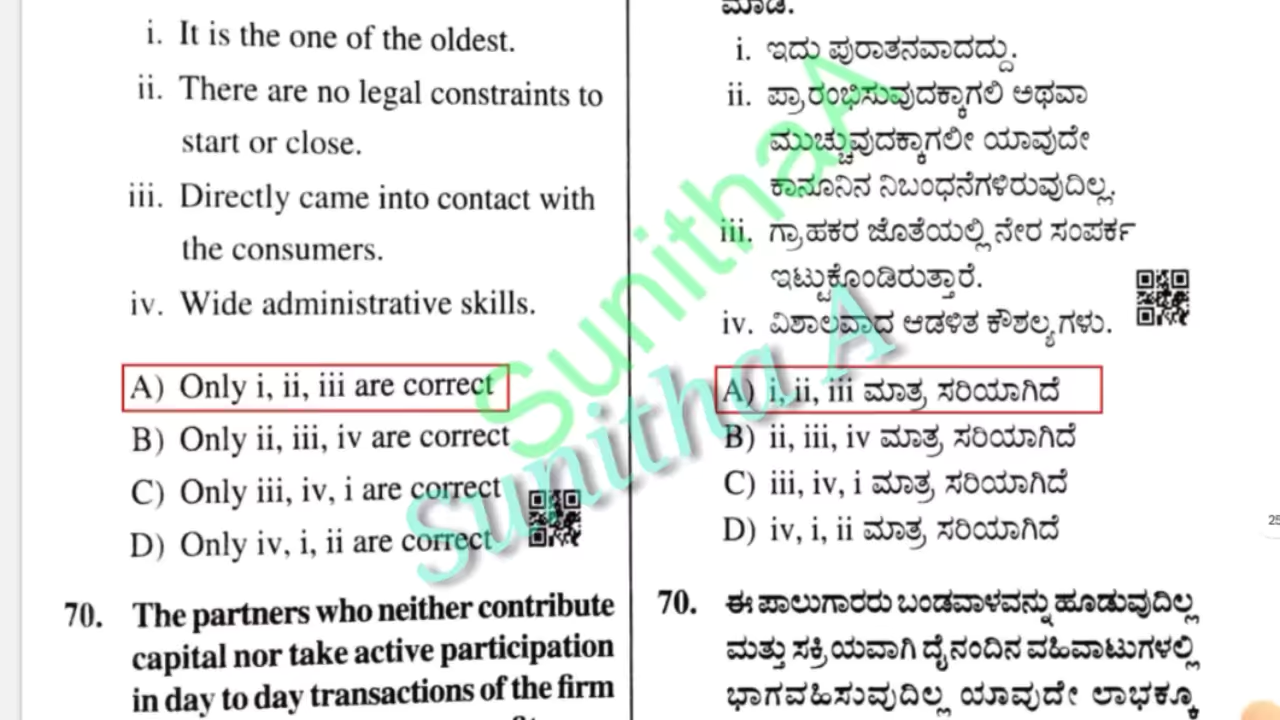 i. It is the one of the oldest.
ii. There are no legal constraints to
start or close.
iii. Directly came into contact with
the consumers.
iv. Wide administrative skills.
A) Only i, ii, iii are correct
B) Only ii, iii, iv are correct
C) Only iii, iv, i are correct
D) Only iv, i, ii are correct
70. The partners who neither contribute
capital nor take active participation
in day to day transactions of the firm
ಮಾಡಿ.
i. ಇದು ಪುರಾತನವಾದದ್ದು.
ii. ಪ್ರಾರಂಭಿಸುವುದಕ್ಕಾಗಲಿ ಅಥವಾ
ಮುಚ್ಚುವುದಕ್ಕಾಗಲೀ ಯಾವುದೇ
ಕಾನೂನಿನ ನಿಬಂಧನೆಗಳಿರುವುದಿಲ್ಲ.
iii. ಗ್ರಾಹಕರ ಜೊತೆಯಲ್ಲಿ ನೇರ ಸಂಪರ್ಕ
ಇಟ್ಟುಕೊಂಡಿರುತ್ತಾರೆ.
iv. ವಿಶಾಲವಾದ ಆಡಳಿತ ಕೌಶಲ್ಯಗಳು.
A) i, ii, iii ಮಾತ್ರ ಸರಿಯಾಗಿದೆ
B) ii, iii, iv ಮಾತ್ರ ಸರಿಯಾಗಿದೆ
C) iii, iv, i ಮಾತ್ರ ಸರಿಯಾಗಿದೆ
D) iv, i, ii ಮಾತ್ರ ಸರಿಯಾಗಿದೆ
70. ಈ ಪಾಲುಗಾರರು ಬಂಡವಾಳವನ್ನು ಹೂಡುವುದಿಲ್ಲ
ಮತ್ತು ಸಕ್ರಿಯವಾಗಿ ದೈನಂದಿನ ವಹಿವಾಟುಗಳಲ್ಲಿ
ಭಾಗವಹಿಸುವುದಿಲ್ಲ ಯಾವುದೇ ಲಾಭಕ್ಕೂ
SunithaA
Sunitha A
25